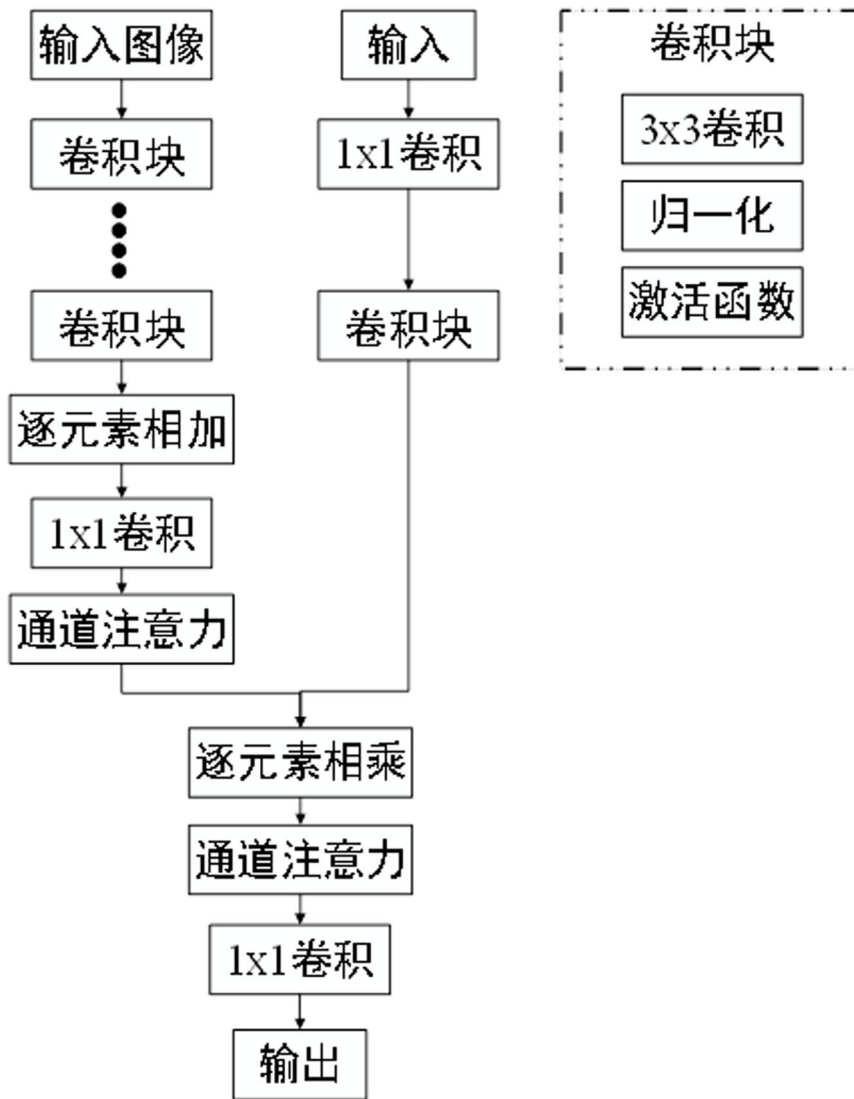 输入图像
卷积块
卷积块
逐元素相加
1x1卷积
通道注意力
输入
1x1卷积
卷积块
逐元素相乘
通道注意力
1x1卷积
输出
卷积块
3x3卷积
归一化
激活函数